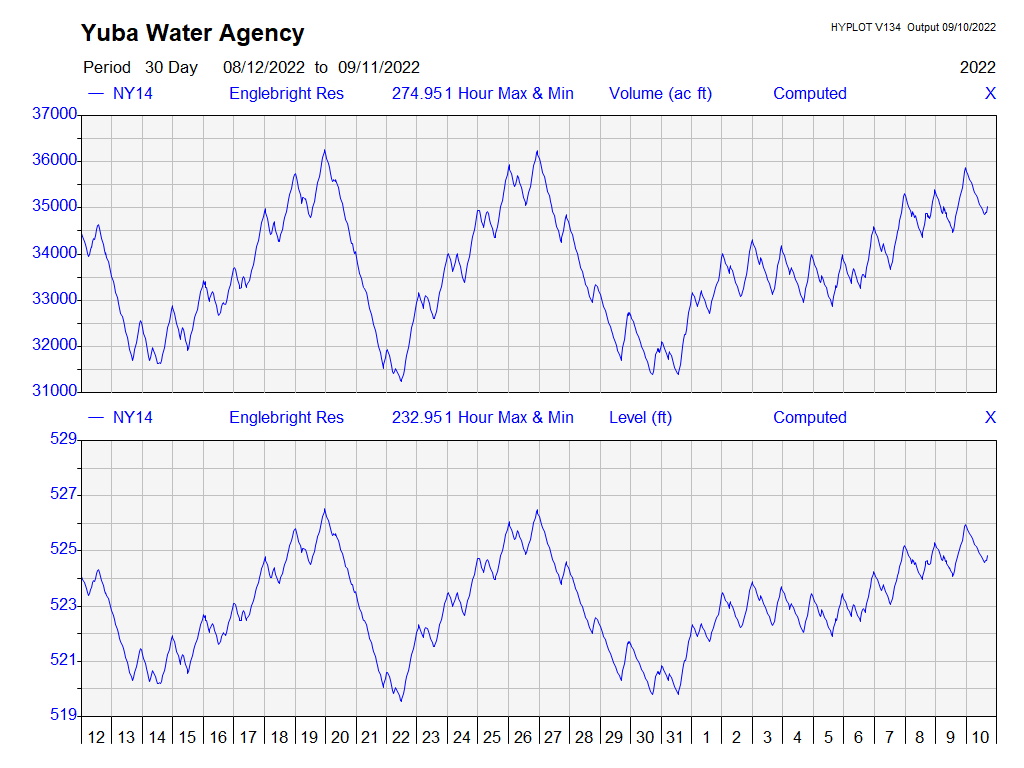 Yuba Water Agency
HYPLOT V134 Output 09/10/2022
Period 30 Day 08/12/2022 to 09/11/2022 2022
NY14 Englebright Res 274.951 Hour Max & Min Volume (ac ft) Computed X
37000
36000
35000
34000
33000
32000
31000
NY14 Englebright Res 232.951 Hour Max & Min Level (ft) Computed X
529
527
525
523
521
519
12 13 14 15 16 17 18 19 20 21 22 23 24 25 26 27 28 29 30 31 1 2 3 4 5 6 7 8 9 10